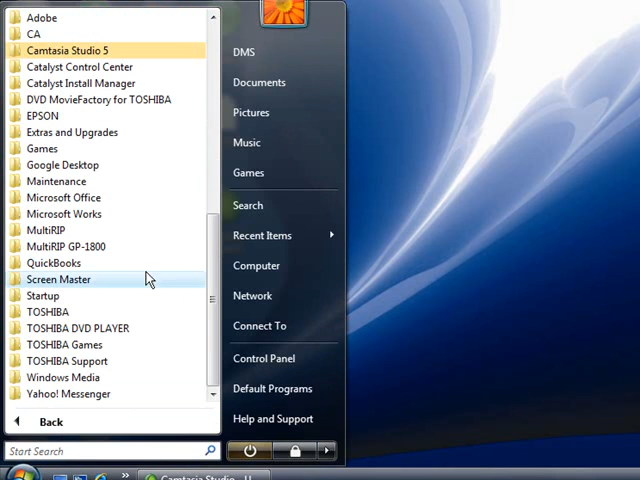 Adobe
CA
Camtasia Studio 5
Catalyst Control Center
Catalyst Install Manager
DVD MovieFactory for TOSHIBA
EPSON
Extras and Upgrades
Games
Google Desktop
Maintenance
Microsoft Office
Microsoft Works
MultiRIP
MultiRIP GP-1800
QuickBooks
Screen Master
Startup
TOSHIBA
TOSHIBA DVD PLAYER
TOSHIBA Games
TOSHIBA Support
Windows Media
Yahoo! Messenger
Back
Start Search
DMS
Documents
Pictures
Music
Games
Search
Recent Items
Computer
Network
Connect To
Control Panel
Default Programs
Help and Support
Camtasia Studio - U